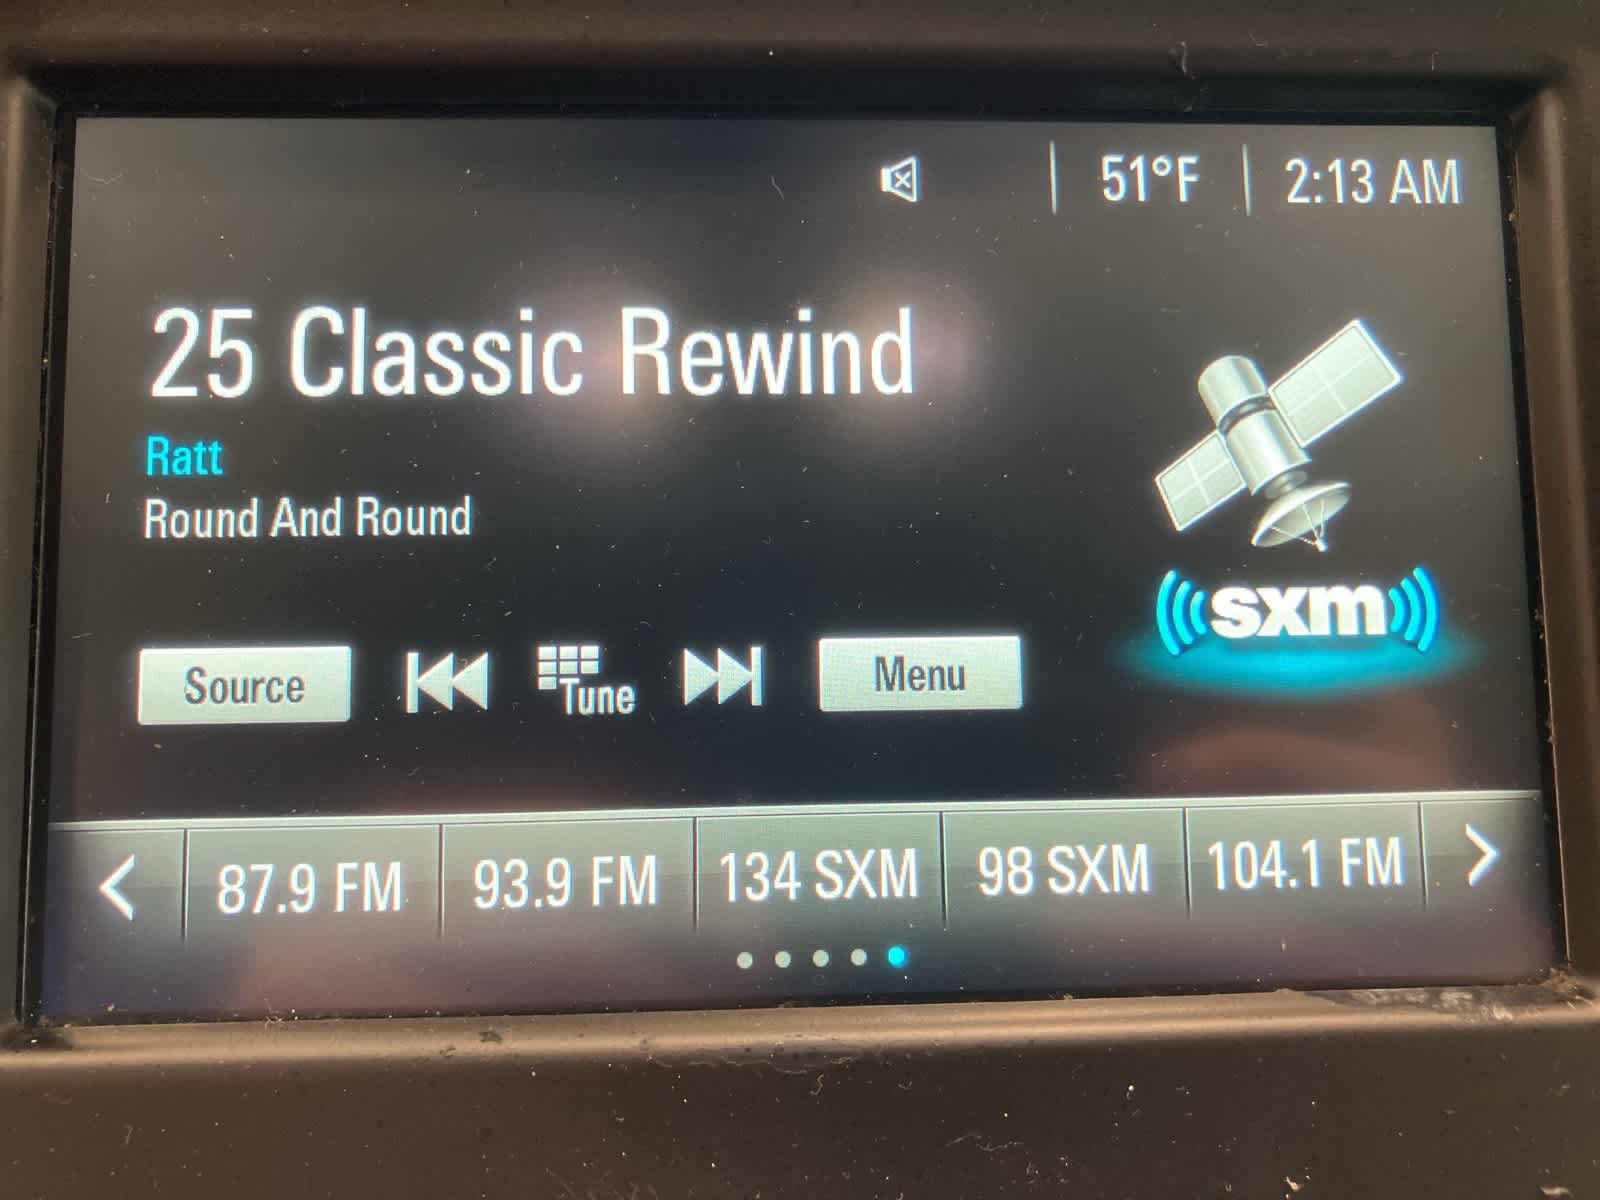 51°F 2:13 AM
25 Classic Rewind
Ratt
Round And Round
sxm
Source Tune Menu
87.9 FM 93.9 FM 134 SXM 98 SXM 104.1 FM